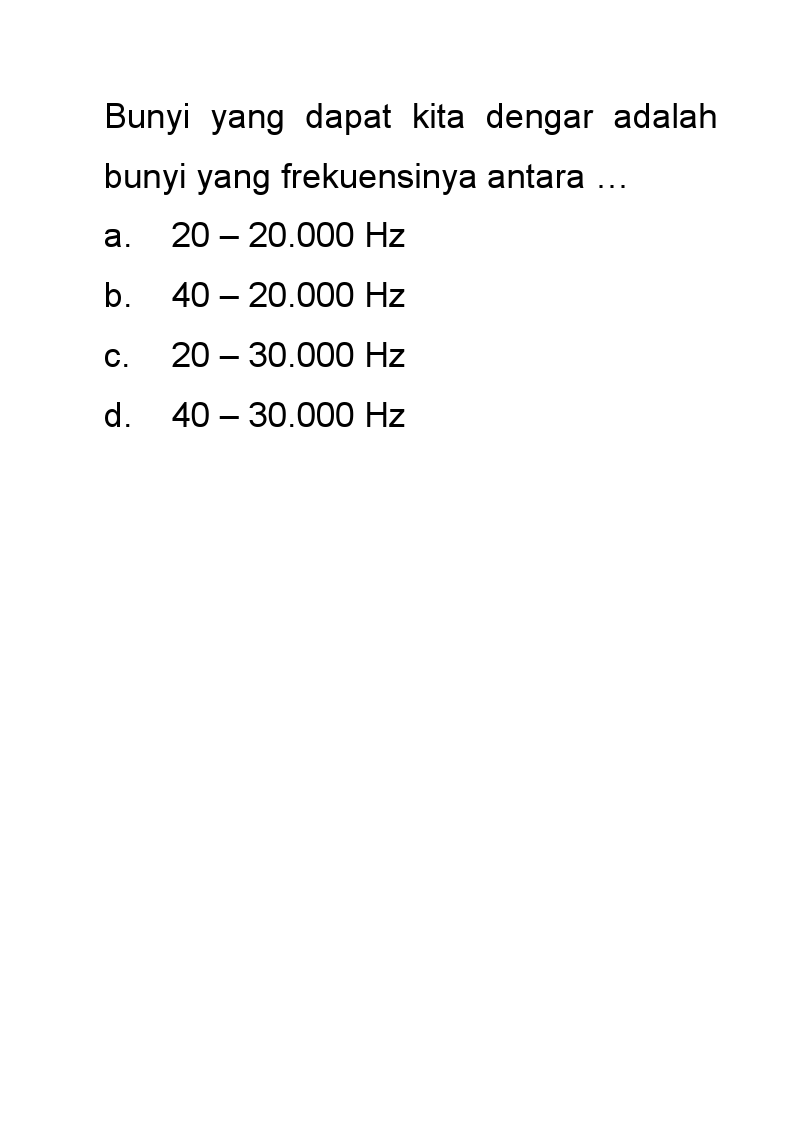 Bunyi yang dapat kita dengar adalah
bunyi yang frekuensinya antara …
a. 20 – 20.000 Hz
b. 40 – 20.000 Hz
c. 20 – 30.000 Hz
d. 40 – 30.000 Hz